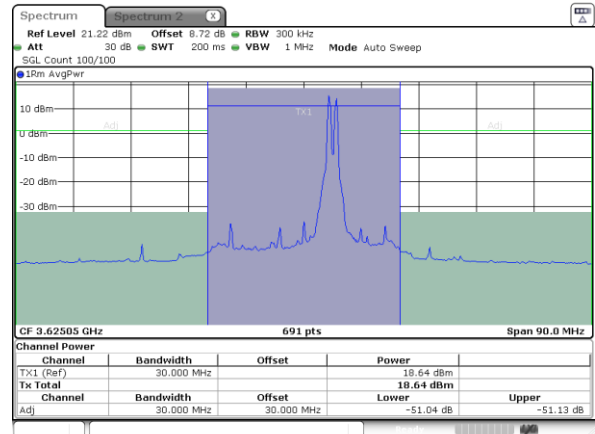 Spectrum Spectrum 2 X
Ref Level 21.22 dBm Offset 8.72 dB RBW 300 kHz
Att 30 dB SWT 200 ms VBW 1 MHz Mode Auto Sweep
SGL Count 100/100
1Rm AvgPwr
10 dBm
TX1
Adj Adj
0 dBm
-10 dBm
-20 dBm
-30 dBm
CF 3.62505 GHz 691 pts Span 90.0 MHz
Channel Power
Channel Bandwidth Offset Power
TX1 (Ref) 30.000 MHz 18.64 dBm
Tx Total 18.64 dBm
Channel Bandwidth Offset Lower Upper
Adj 30.000 MHz 30.000 MHz -51.04 dB -51.13 dB
Ready